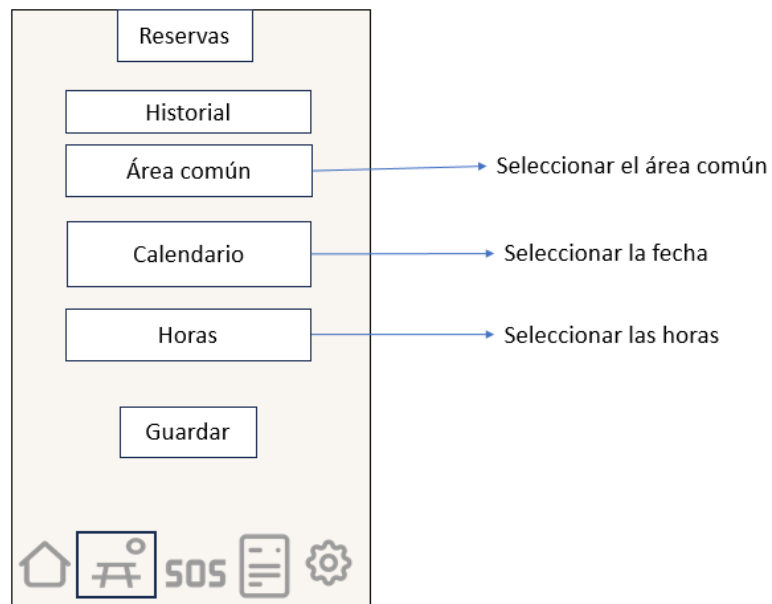 Reservas
Historial
Área común
Seleccionar el área común
Calendario
Seleccionar la fecha
Horas
Seleccionar las horas
Guardar
SOS